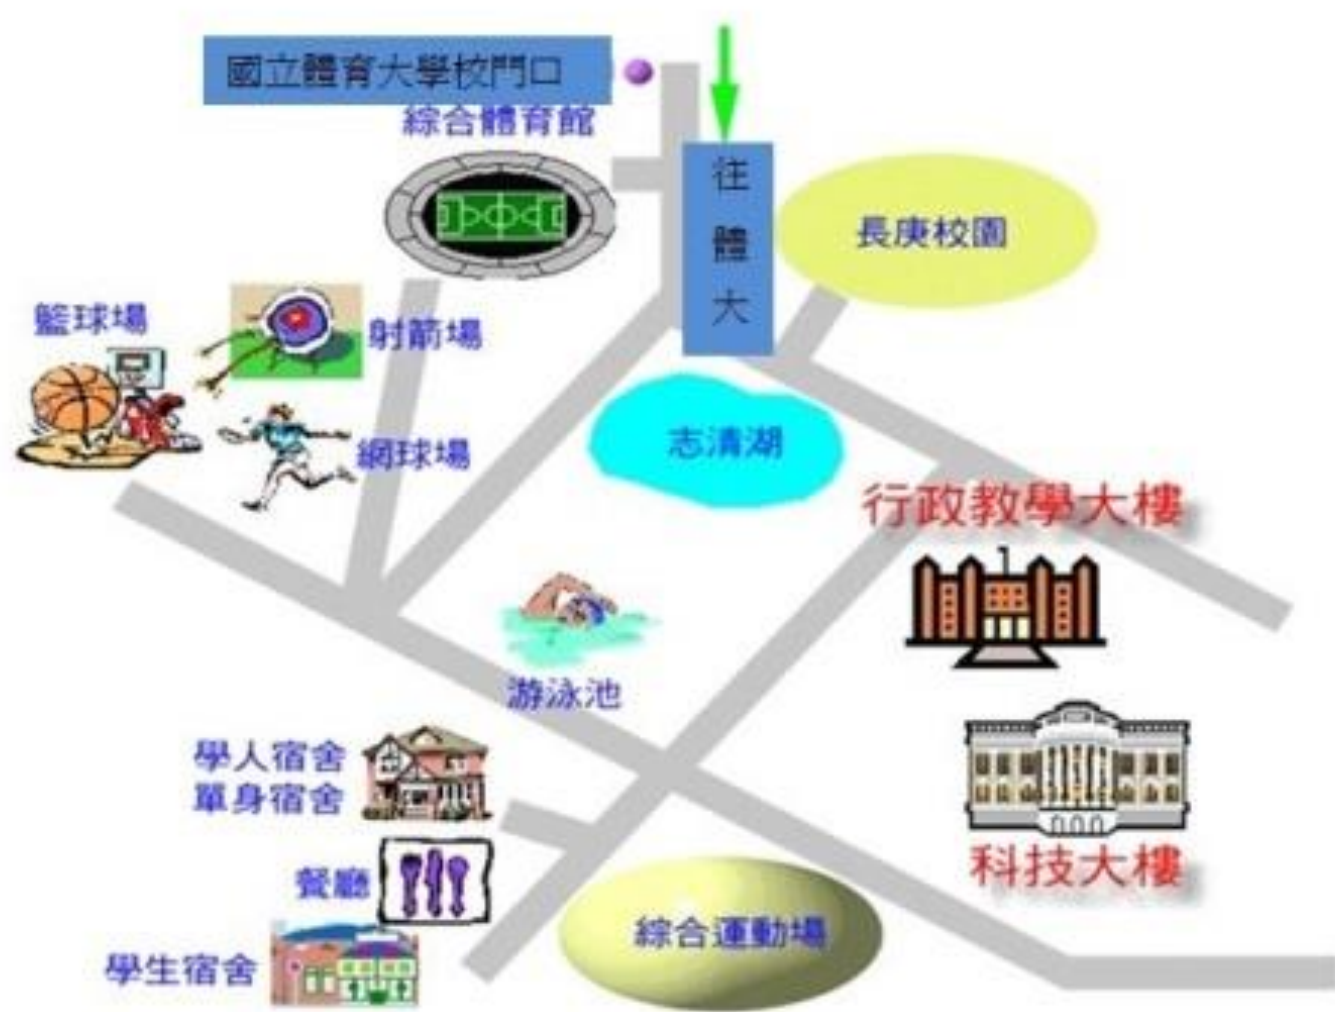 國立體育大學校門口
綜合體育館
往
體
大
長庚校園
籃球場
射箭場
網球場
志清湖
行政教學大樓
游泳池
學人宿舍
單身宿舍
科技大樓
餐廳
綜合運動場
學生宿舍